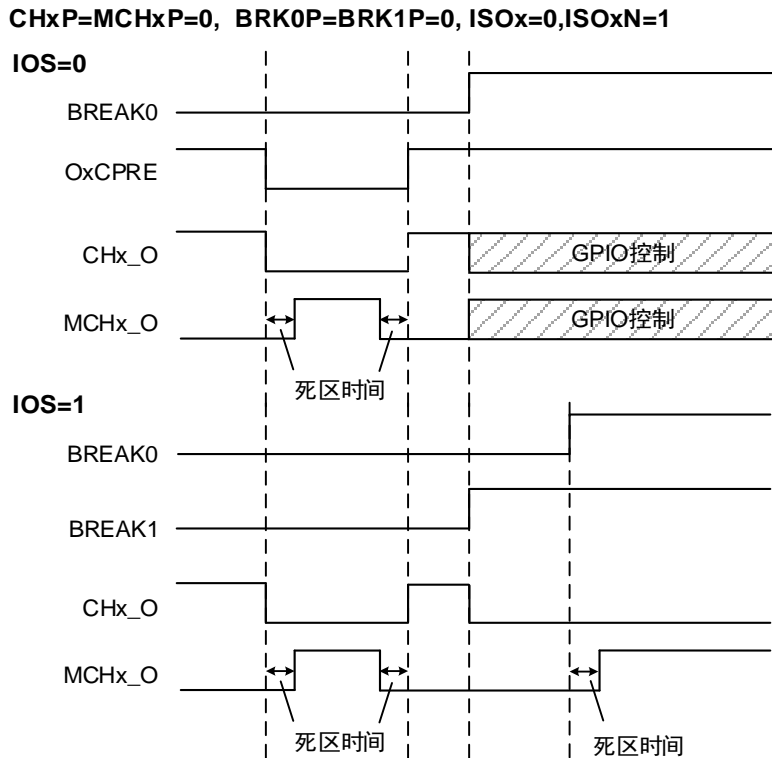 CHxP=MCHxP=0, BRK0P=BRK1P=0, ISOx=0,ISOxN=1
IOS=0
BREAK0
OxCPRE
CHx_O
GPIO控制
MCHx_O
GPIO控制
死区时间
IOS=1
BREAK0
BREAK1
CHx_O
MCHx_O
死区时间
死区时间